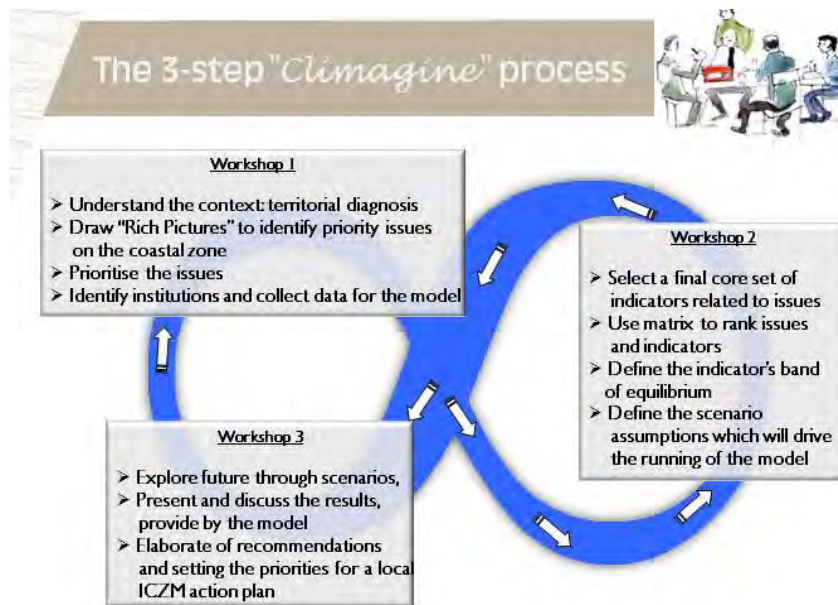 The 3-step "Climagine" process
Workshop 1
➤ Understand the context: territorial diagnosis
➤ Draw "Rich Pictures" to identify priority issues
on the coastal zone
➤ Prioritise the issues
➤ Identify institutions and collect data for the model
Workshop 2
➤ Select a final core set of
indicators related to issues
➤ Use matrix to rank issues
and indicators
➤ Define the indicator's band
of equilibrium
➤ Define the scenario
assumptions which will drive
the running of the model
Workshop 3
➤ Explore future through scenarios,
➤ Present and discuss the results,
provide by the model
➤ Elaborate of recommendations
and setting the priorities for a local
ICZM action plan